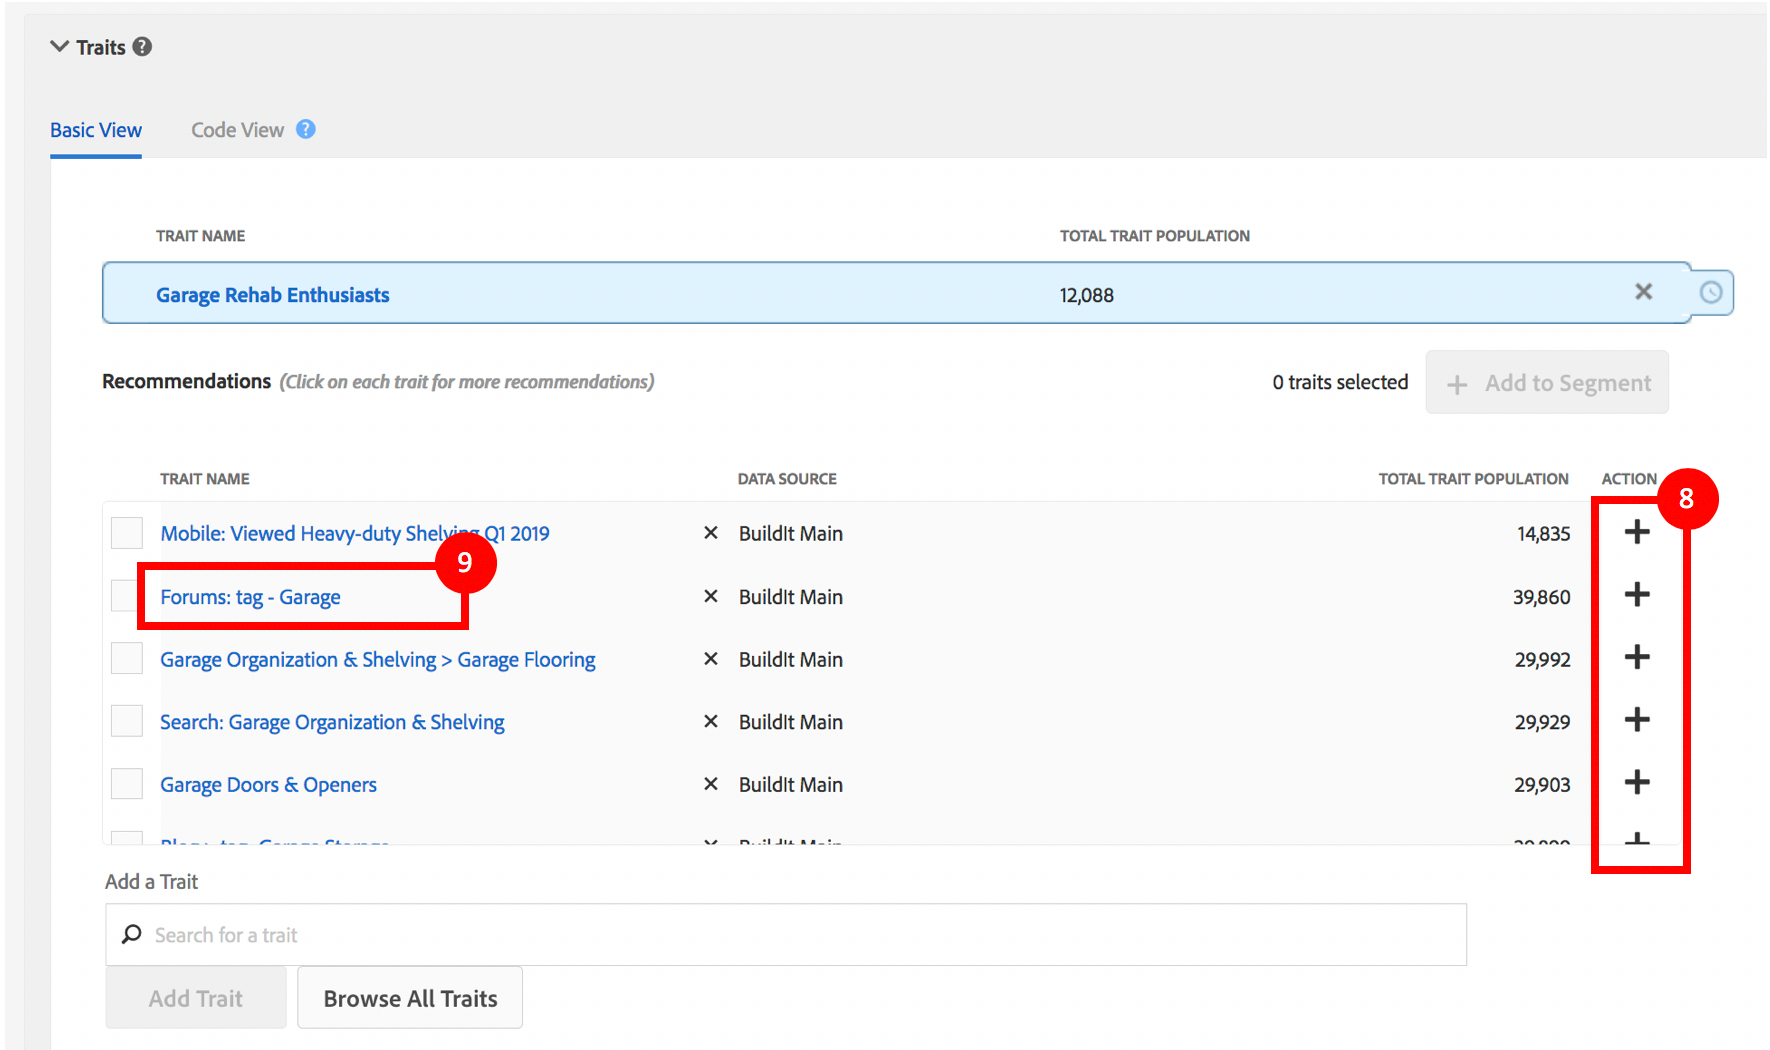 Traits ?
Basic View Code View ?
TRAIT NAME TOTAL TRAIT POPULATION
Garage Rehab Enthusiasts 12,088
Recommendations (Click on each trait for more recommendations) 0 traits selected + Add to Segment
TRAIT NAME DATA SOURCE TOTAL TRAIT POPULATION ACTION 8
Mobile: Viewed Heavy-duty Shelving Q1 2019 BuildIt Main 14,835
9
Forums: tag - Garage BuildIt Main 39,860
Garage Organization & Shelving > Garage Flooring BuildIt Main 29,992
Search: Garage Organization & Shelving BuildIt Main 29,929
Garage Doors & Openers BuildIt Main 29,903
Add a Trait
Search for a trait
Add Trait Browse All Traits